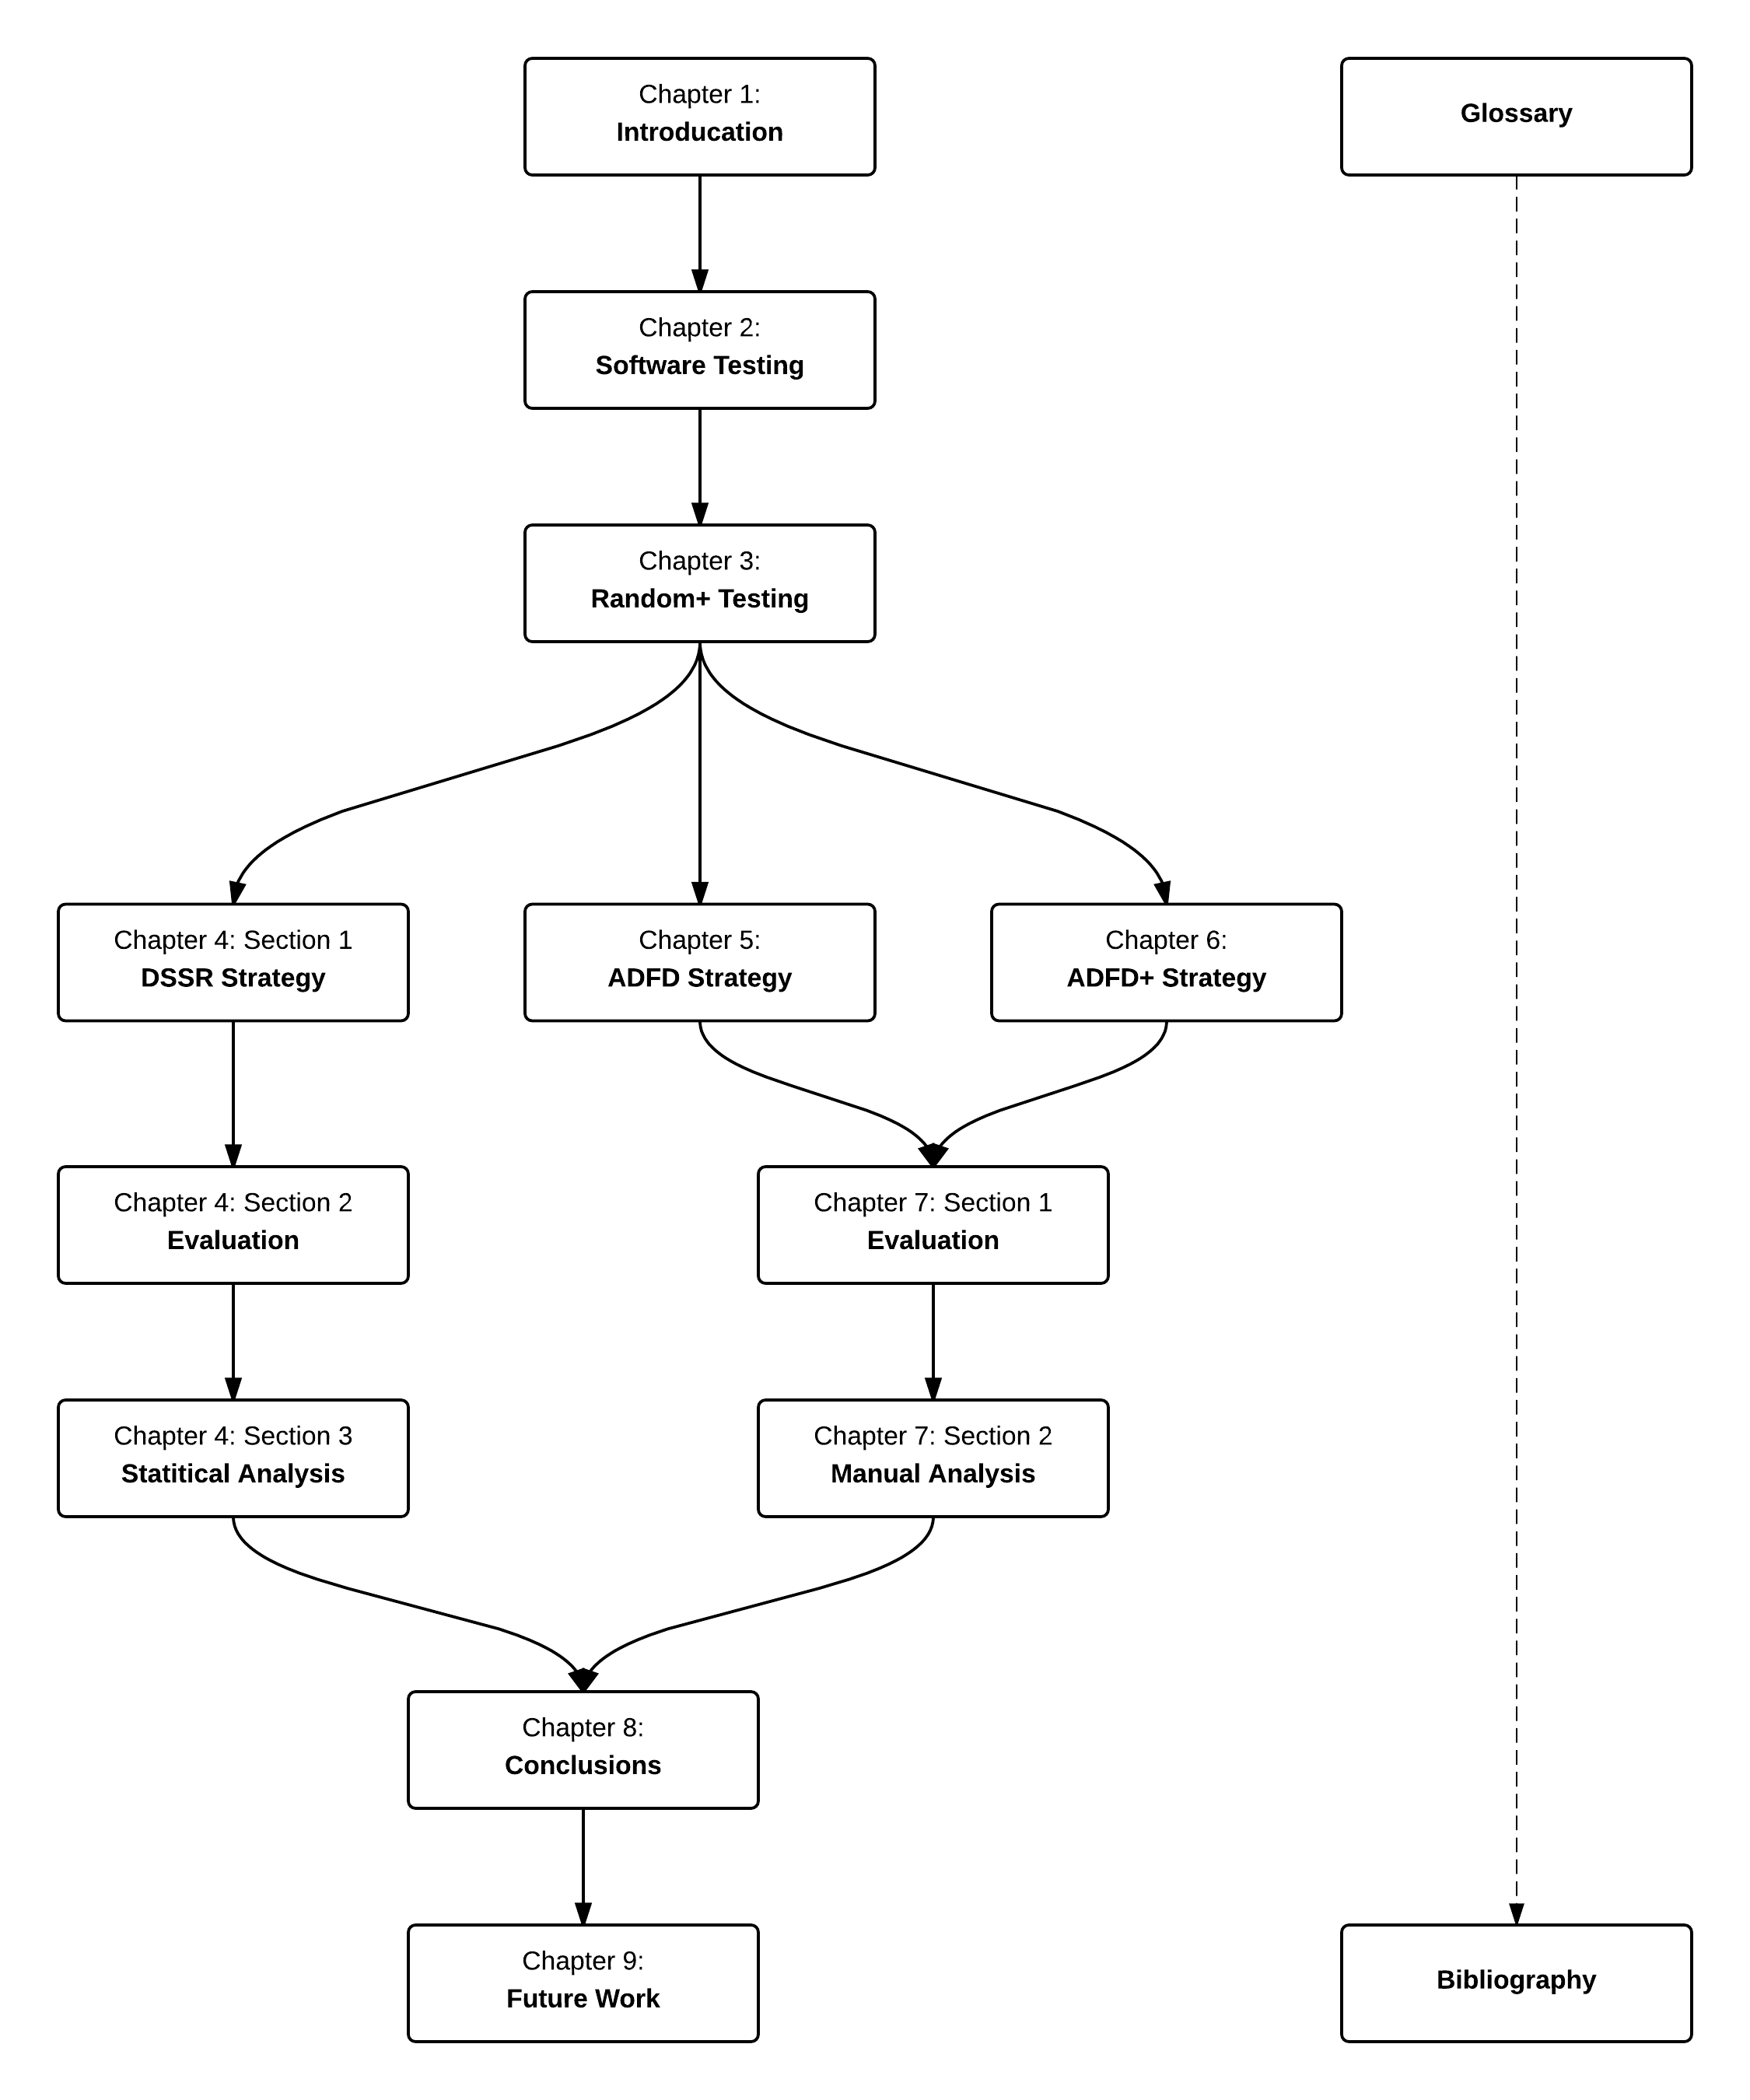 Chapter 1:
Introducation
Glossary
Chapter 2:
Software Testing
Chapter 3:
Random+ Testing
Chapter 4: Section 1
DSSR Strategy
Chapter 5:
ADFD Strategy
Chapter 6:
ADFD+ Strategy
Chapter 4: Section 2
Evaluation
Chapter 7: Section 1
Evaluation
Chapter 4: Section 3
Statitical Analysis
Chapter 7: Section 2
Manual Analysis
Chapter 8:
Conclusions
Chapter 9:
Future Work
Bibliography